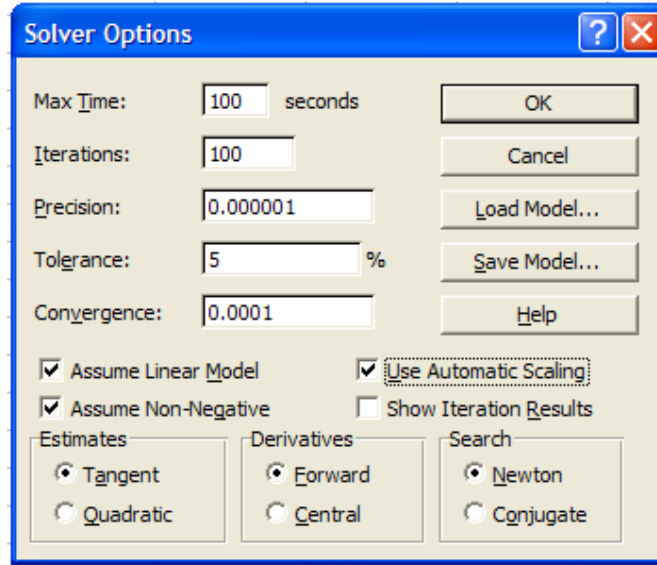 Solver Options
Max Time: 100 seconds OK
Iterations: 100 Cancel
Precision: 0.000001 Load Model...
Tolerance: 5 % Save Model...
Convergence: 0.0001 Help
Assume Linear Model Use Automatic Scaling
Assume Non-Negative Show Iteration Results
Estimates Derivatives Search
Tangent Forward Newton
Quadratic Central Conjugate